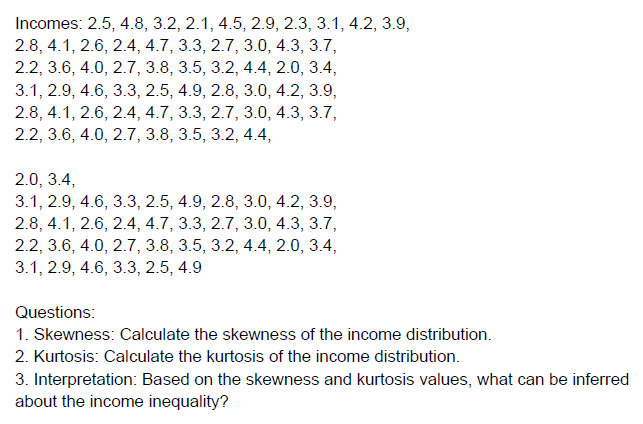 Incomes: 2.5, 4.8, 3.2, 2.1, 4.5, 2.9, 2.3, 3.1, 4.2, 3.9,
2.8, 4.1, 2.6, 2.4, 4.7, 3.3, 2.7, 3.0, 4.3, 3.7,
2.2, 3.6, 4.0, 2.7, 3.8, 3.5, 3.2, 4.4, 2.0, 3.4,
3.1, 2.9, 4.6, 3.3, 2.5, 4.9, 2.8, 3.0, 4.2, 3.9,
2.8, 4.1, 2.6, 2.4, 4.7, 3.3, 2.7, 3.0, 4.3, 3.7,
2.2, 3.6, 4.0, 2.7, 3.8, 3.5, 3.2, 4.4,
2.0, 3.4,
3.1, 2.9, 4.6, 3.3, 2.5, 4.9, 2.8, 3.0, 4.2, 3.9,
2.8, 4.1, 2.6, 2.4, 4.7, 3.3, 2.7, 3.0, 4.3, 3.7,
2.2, 3.6, 4.0, 2.7, 3.8, 3.5, 3.2, 4.4, 2.0, 3.4,
3.1, 2.9, 4.6, 3.3, 2.5, 4.9
Questions:
1. Skewness: Calculate the skewness of the income distribution.
2. Kurtosis: Calculate the kurtosis of the income distribution.
3. Interpretation: Based on the skewness and kurtosis values, what can be inferred
about the income inequality?